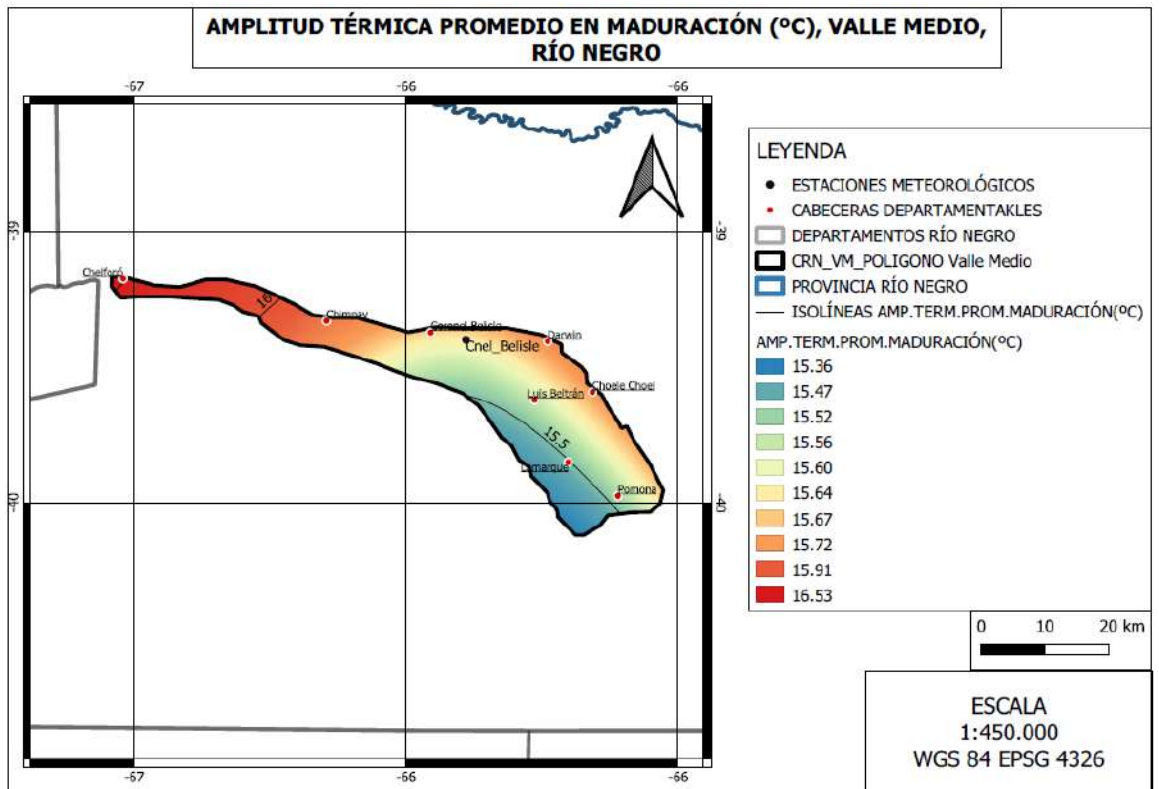 AMPLITUD TÉRMICA PROMEDIO EN MADURACIÓN (ºC), VALLE MEDIO,
RÍO NEGRO
-67
-66
-66
-39
-39
-40
-40
-67
-66
-66
Chelforó
16
Chimpay
Coronel Belisle
Cnel_Belisle
Darwin
Choele Choel
Luis Beltrán
15.5
Lamarque
Pomona
LEYENDA
ESTACIONES METEOROLÓGICOS
CABECERAS DEPARTAMENTAKLES
DEPARTAMENTOS RÍO NEGRO
CRN_VM_POLIGONO Valle Medio
PROVINCIA RÍO NEGRO
ISOLÍNEAS AMP.TERM.PROM.MADURACIÓN(ºC)
AMP.TERM.PROM.MADURACIÓN(ºC)
15.36
15.47
15.52
15.56
15.60
15.64
15.67
15.72
15.91
16.53
0 10 20 km
ESCALA
1:450.000
WGS 84 EPSG 4326